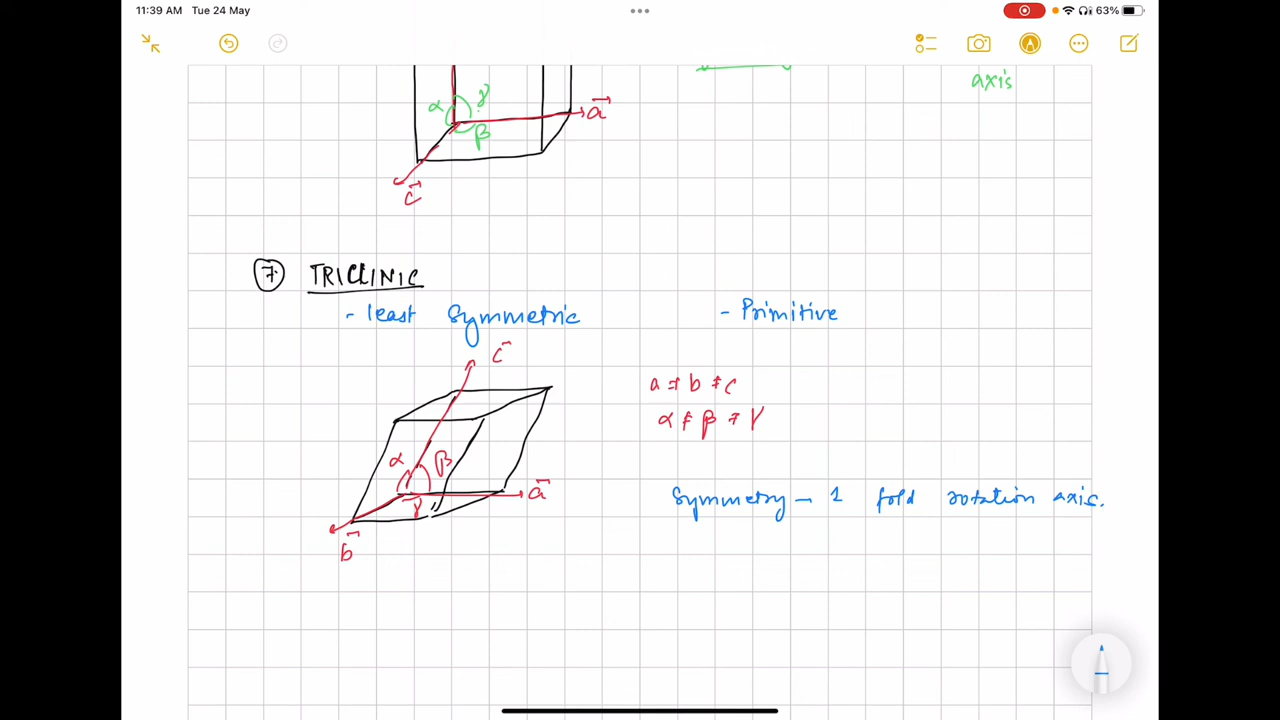 11:39 AM Tue 24 May
63%
axis
α γ
β
a⃗
c⃗
7 TRICLINIC
- least Symmetric - Primitive
c⃗
a ≠ b ≠ c
α ≠ β ≠ γ
α β
γ a⃗
Symmetry - 1 fold rotation axis.
b⃗